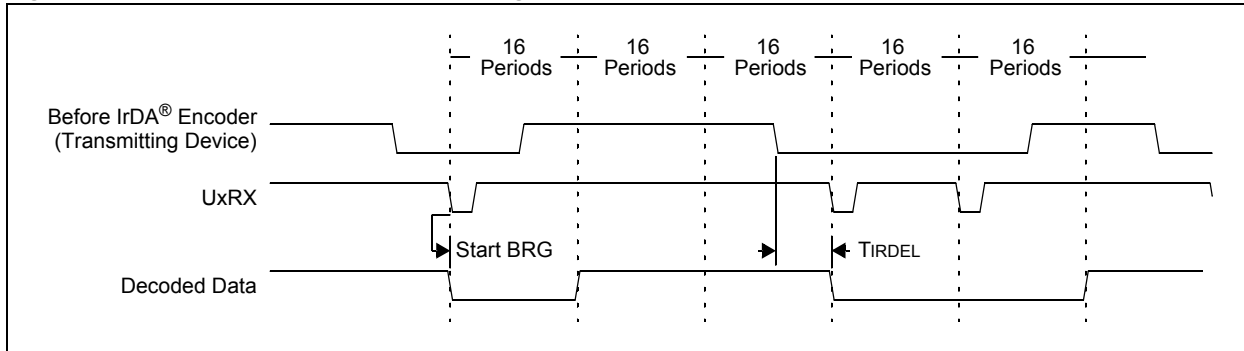 16 16 16 16 16
Periods Periods Periods Periods Periods
Before IrDA® Encoder
(Transmitting Device)
UxRX
Start BRG
TIRDEL
Decoded Data